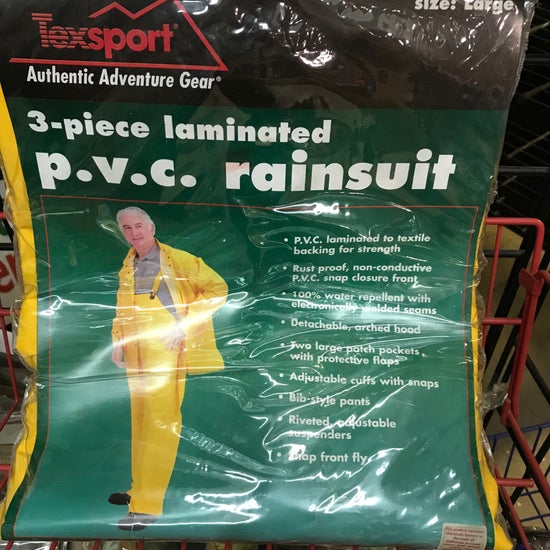 size: Large
Texsport®
Authentic Adventure Gear®
3-piece laminated
p.v.c. rainsuit
• P.V.C. laminated to textile
backing for strength
• Rust proof, non-conductive
P.V.C. snap closure front
• 100% water repellent with
electronically welded seams
• Detachable, arched hood
• Two large patch pockets
with protective flaps
• Adjustable cuffs with snaps
• Bib-style pants
• Riveted, adjustable
suspenders
• Snap front fly